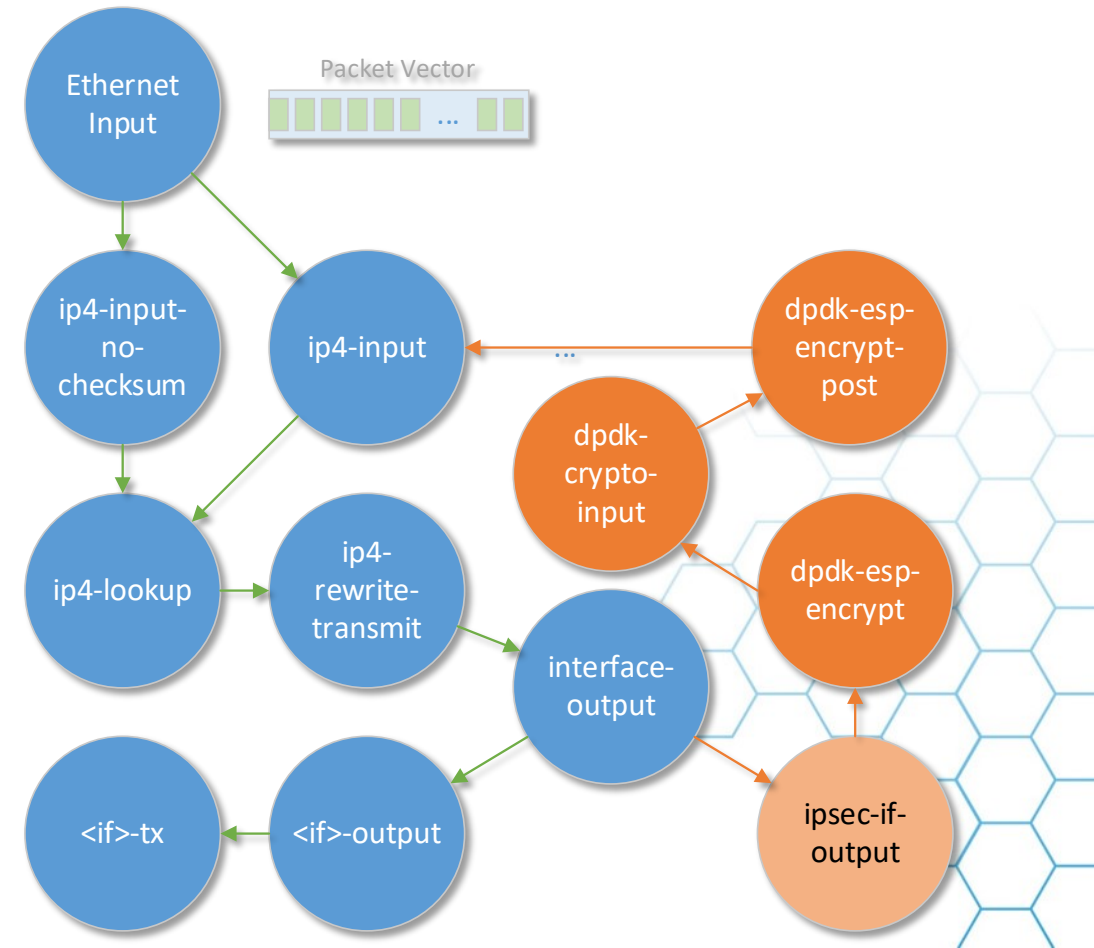 Ethernet
Input
Packet Vector
...
ip4-input-
no-
checksum
ip4-input
...
dpdk-esp-
encrypt-
post
dpdk-
crypto-
input
ip4-lookup
ip4-
rewrite-
transmit
dpdk-esp-
encrypt
interface-
output
<if>-tx
<if>-output
ipsec-if-
output